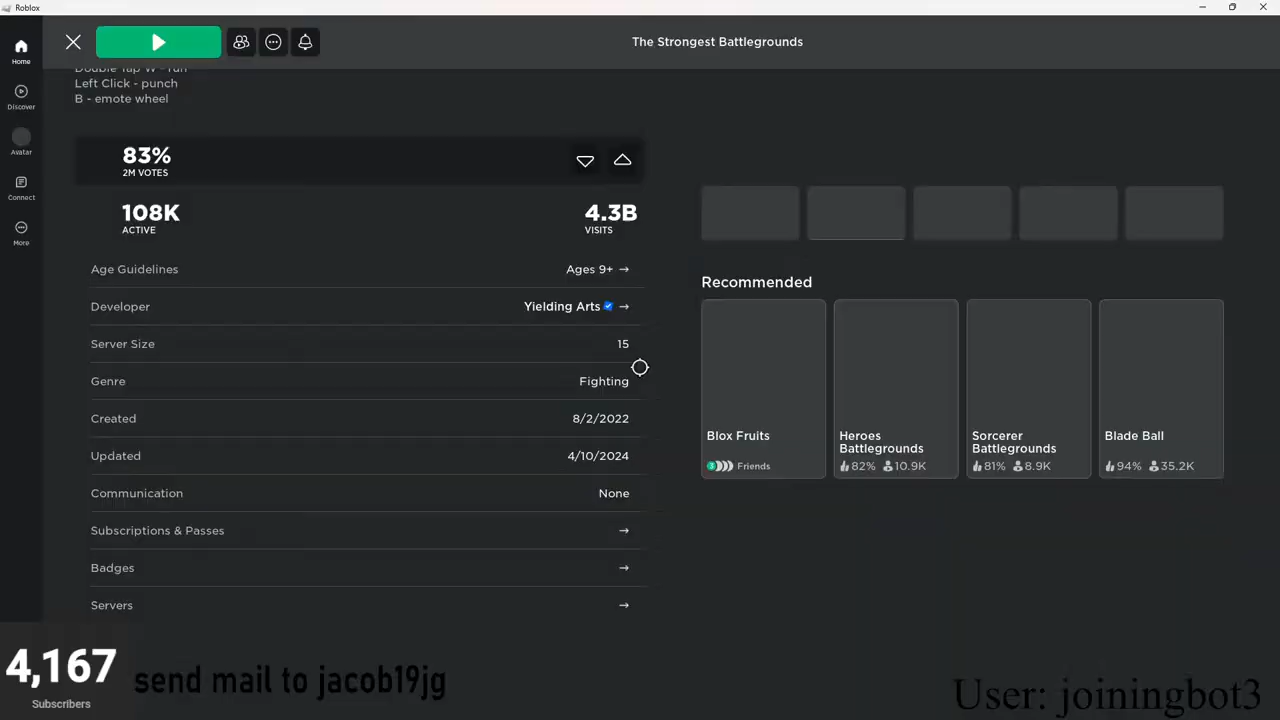 Roblox
The Strongest Battlegrounds
Home
Discover
Avatar
Connect
More
Double Tap W - run
Left Click - punch
B - emote wheel
83%
2M VOTES
108K
ACTIVE
4.3B
VISITS
Age Guidelines
Ages 9+ →
Developer
Yielding Arts →
Server Size
15
Genre
Fighting
Created
8/2/2022
Updated
4/10/2024
Communication
None
Subscriptions & Passes
→
Badges
→
Servers
→
Recommended
Blox Fruits
3 Friends
Heroes
Battlegrounds
82% 10.9K
Sorcerer
Battlegrounds
81% 8.9K
Blade Ball
94% 35.2K
4,167
Subscribers
send mail to jacob19jg
User: joiningbot3